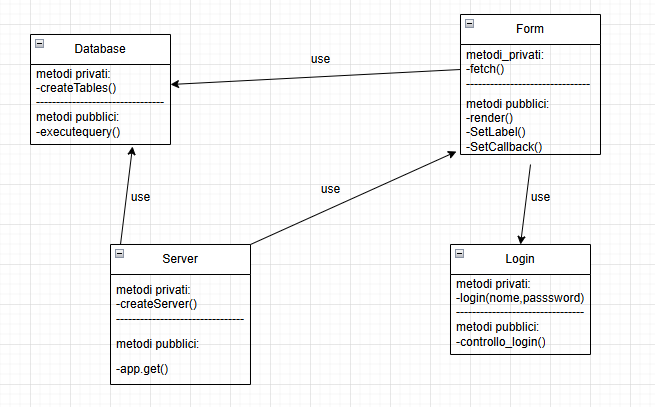 Database
metodi privati:
-createTables()
--------------------------------
metodi pubblici:
-executequery()
use
Form
metodi_privati:
-fetch()
-------------------------------
metodi pubblici:
-render()
-SetLabel()
-SetCallback()
use
use
use
Server
metodi privati:
-createServer()
--------------------------------
metodi pubblici:
-app.get()
Login
metodi privati:
-login(nome,passsword)
--------------------------------
metodi pubblici:
-controllo_login()